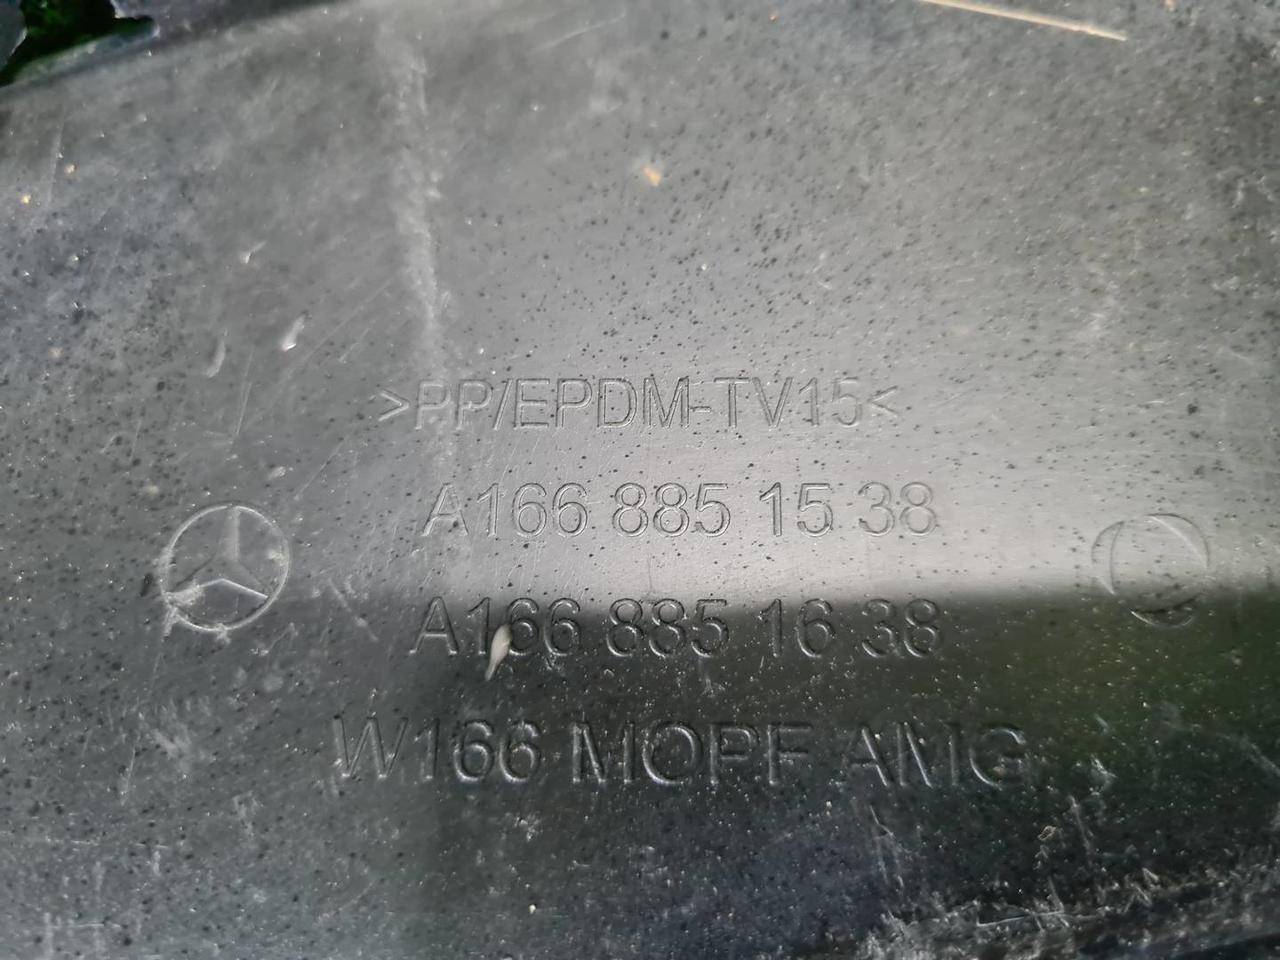 >PP/EPDM-TV15<
A166 885 15 38
A166 885 16 38
W166 MOPF AMG